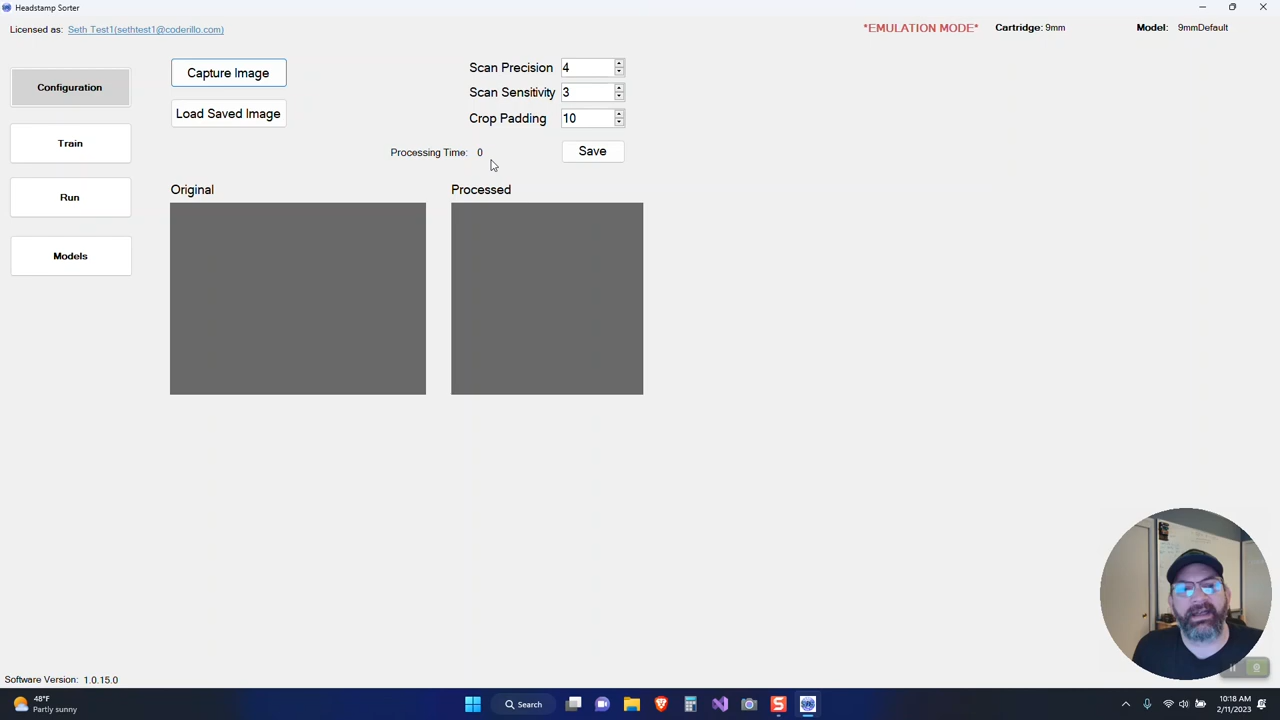 Headstamp Sorter
Licensed as: Seth Test1(sethtest1@coderillo.com)
*EMULATION MODE* Cartridge: 9mm Model: 9mmDefault
Configuration
Train
Run
Models
Capture Image
Load Saved Image
Scan Precision 4
Scan Sensitivity 3
Crop Padding 10
Processing Time: 0
Save
Original
Processed
Software Version: 1.0.15.0
48°F
Partly sunny
Search
10:18 AM
2/11/2023